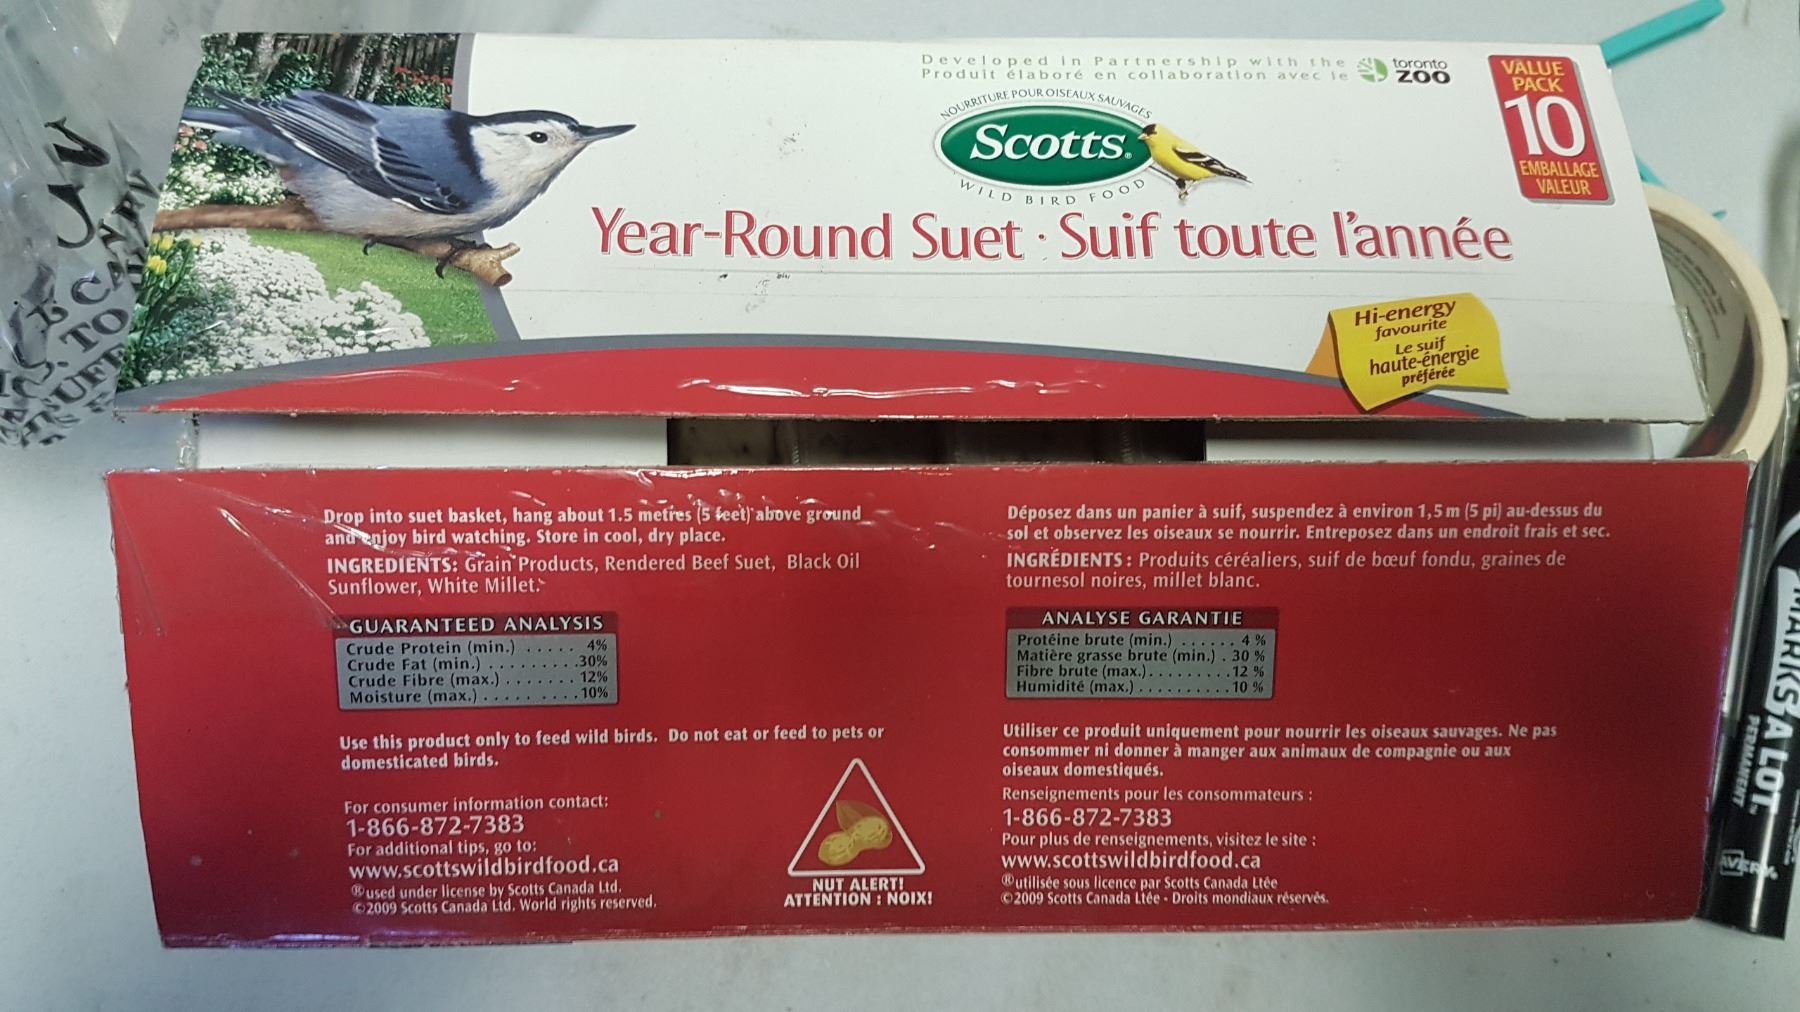 Developed in Partnership with the
Produit élaboré en collaboration avec le
toronto
ZOO
VALUE
PACK
10
EMBALLAGE
VALEUR
NOURRITURE POUR OISEAUX SAUVAGES
Scotts®
WILD BIRD FOOD
Year-Round Suet · Suif toute l'année
Hi-energy
favourite
Le suif
haute-énergie
préférée
Drop into suet basket, hang about 1.5 metres (5 feet) above ground
and enjoy bird watching. Store in cool, dry place.
INGREDIENTS: Grain Products, Rendered Beef Suet, Black Oil
Sunflower, White Millet.
GUARANTEED ANALYSIS
Crude Protein (min.) ..... 4%
Crude Fat (min.) .........30%
Crude Fibre (max.) ....... 12%
Moisture (max.) ......... 10%
Use this product only to feed wild birds. Do not eat or feed to pets or
domesticated birds.
For consumer information contact:
1-866-872-7383
For additional tips, go to:
www.scottswildbirdfood.ca
®used under license by Scotts Canada Ltd.
©2009 Scotts Canada Ltd. World rights reserved.
NUT ALERT!
ATTENTION : NOIX!
Déposez dans un panier à suif, suspendez à environ 1,5 m (5 pi) au-dessus du
sol et observez les oiseaux se nourrir. Entreposez dans un endroit frais et sec.
INGRÉDIENTS : Produits céréaliers, suif de bœuf fondu, graines de
tournesol noires, millet blanc.
ANALYSE GARANTIE
Protéine brute (min.) ...... 4 %
Matière grasse brute (min.) . 30 %
Fibre brute (max.)......... 12 %
Humidité (max.) .......... 10 %
Utiliser ce produit uniquement pour nourrir les oiseaux sauvages. Ne pas
consommer ni donner à manger aux animaux de compagnie ou aux
oiseaux domestiqués.
Renseignements pour les consommateurs :
1-866-872-7383
Pour plus de renseignements, visitez le site :
www.scottswildbirdfood.ca
®utilisée sous licence par Scotts Canada Ltée
©2009 Scotts Canada Ltée - Droits mondiaux réservés.
MARKS A LOT
PERMANENT
AVERY